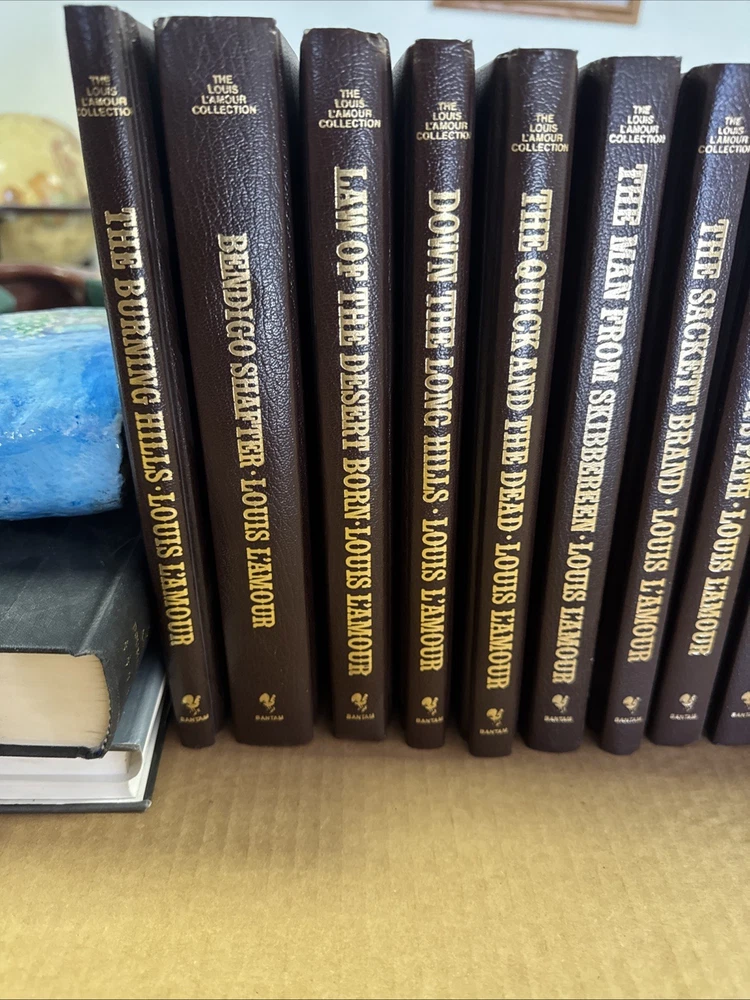 THE
LOUIS
L'AMOUR
COLLECTION
THE BURNING HILLS · LOUIS L'AMOUR
BANTAM
THE
LOUIS
L'AMOUR
COLLECTION
BENDIGO SHAFTER · LOUIS L'AMOUR
BANTAM
THE
LOUIS
L'AMOUR
COLLECTION
LAW OF THE DESERT BORN · LOUIS L'AMOUR
BANTAM
THE
LOUIS
L'AMOUR
COLLECTION
DOWN THE LONG HILLS · LOUIS L'AMOUR
BANTAM
THE
LOUIS
L'AMOUR
COLLECTION
THE QUICK AND THE DEAD · LOUIS L'AMOUR
BANTAM
THE
LOUIS
L'AMOUR
COLLECTION
THE MAN FROM SKIBBEREEN · LOUIS L'AMOUR
BANTAM
THE
LOUIS
L'AMOUR
COLLECTION
THE SACKETT BRAND · LOUIS L'AMOUR
BANTAM
· LOUIS L'AMOUR
BANTAM
BANTAM